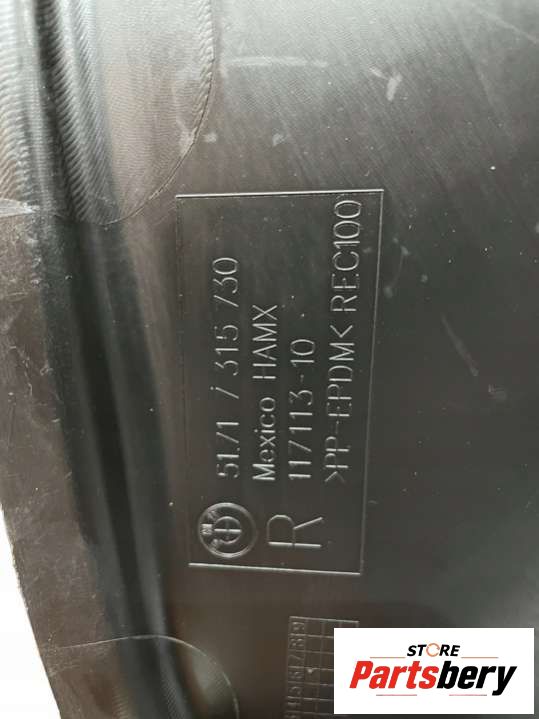 51.71 7 315 730
Mexico HAMX
117113-10
>PP-EPDM< REC100
R
STORE
Partsbery